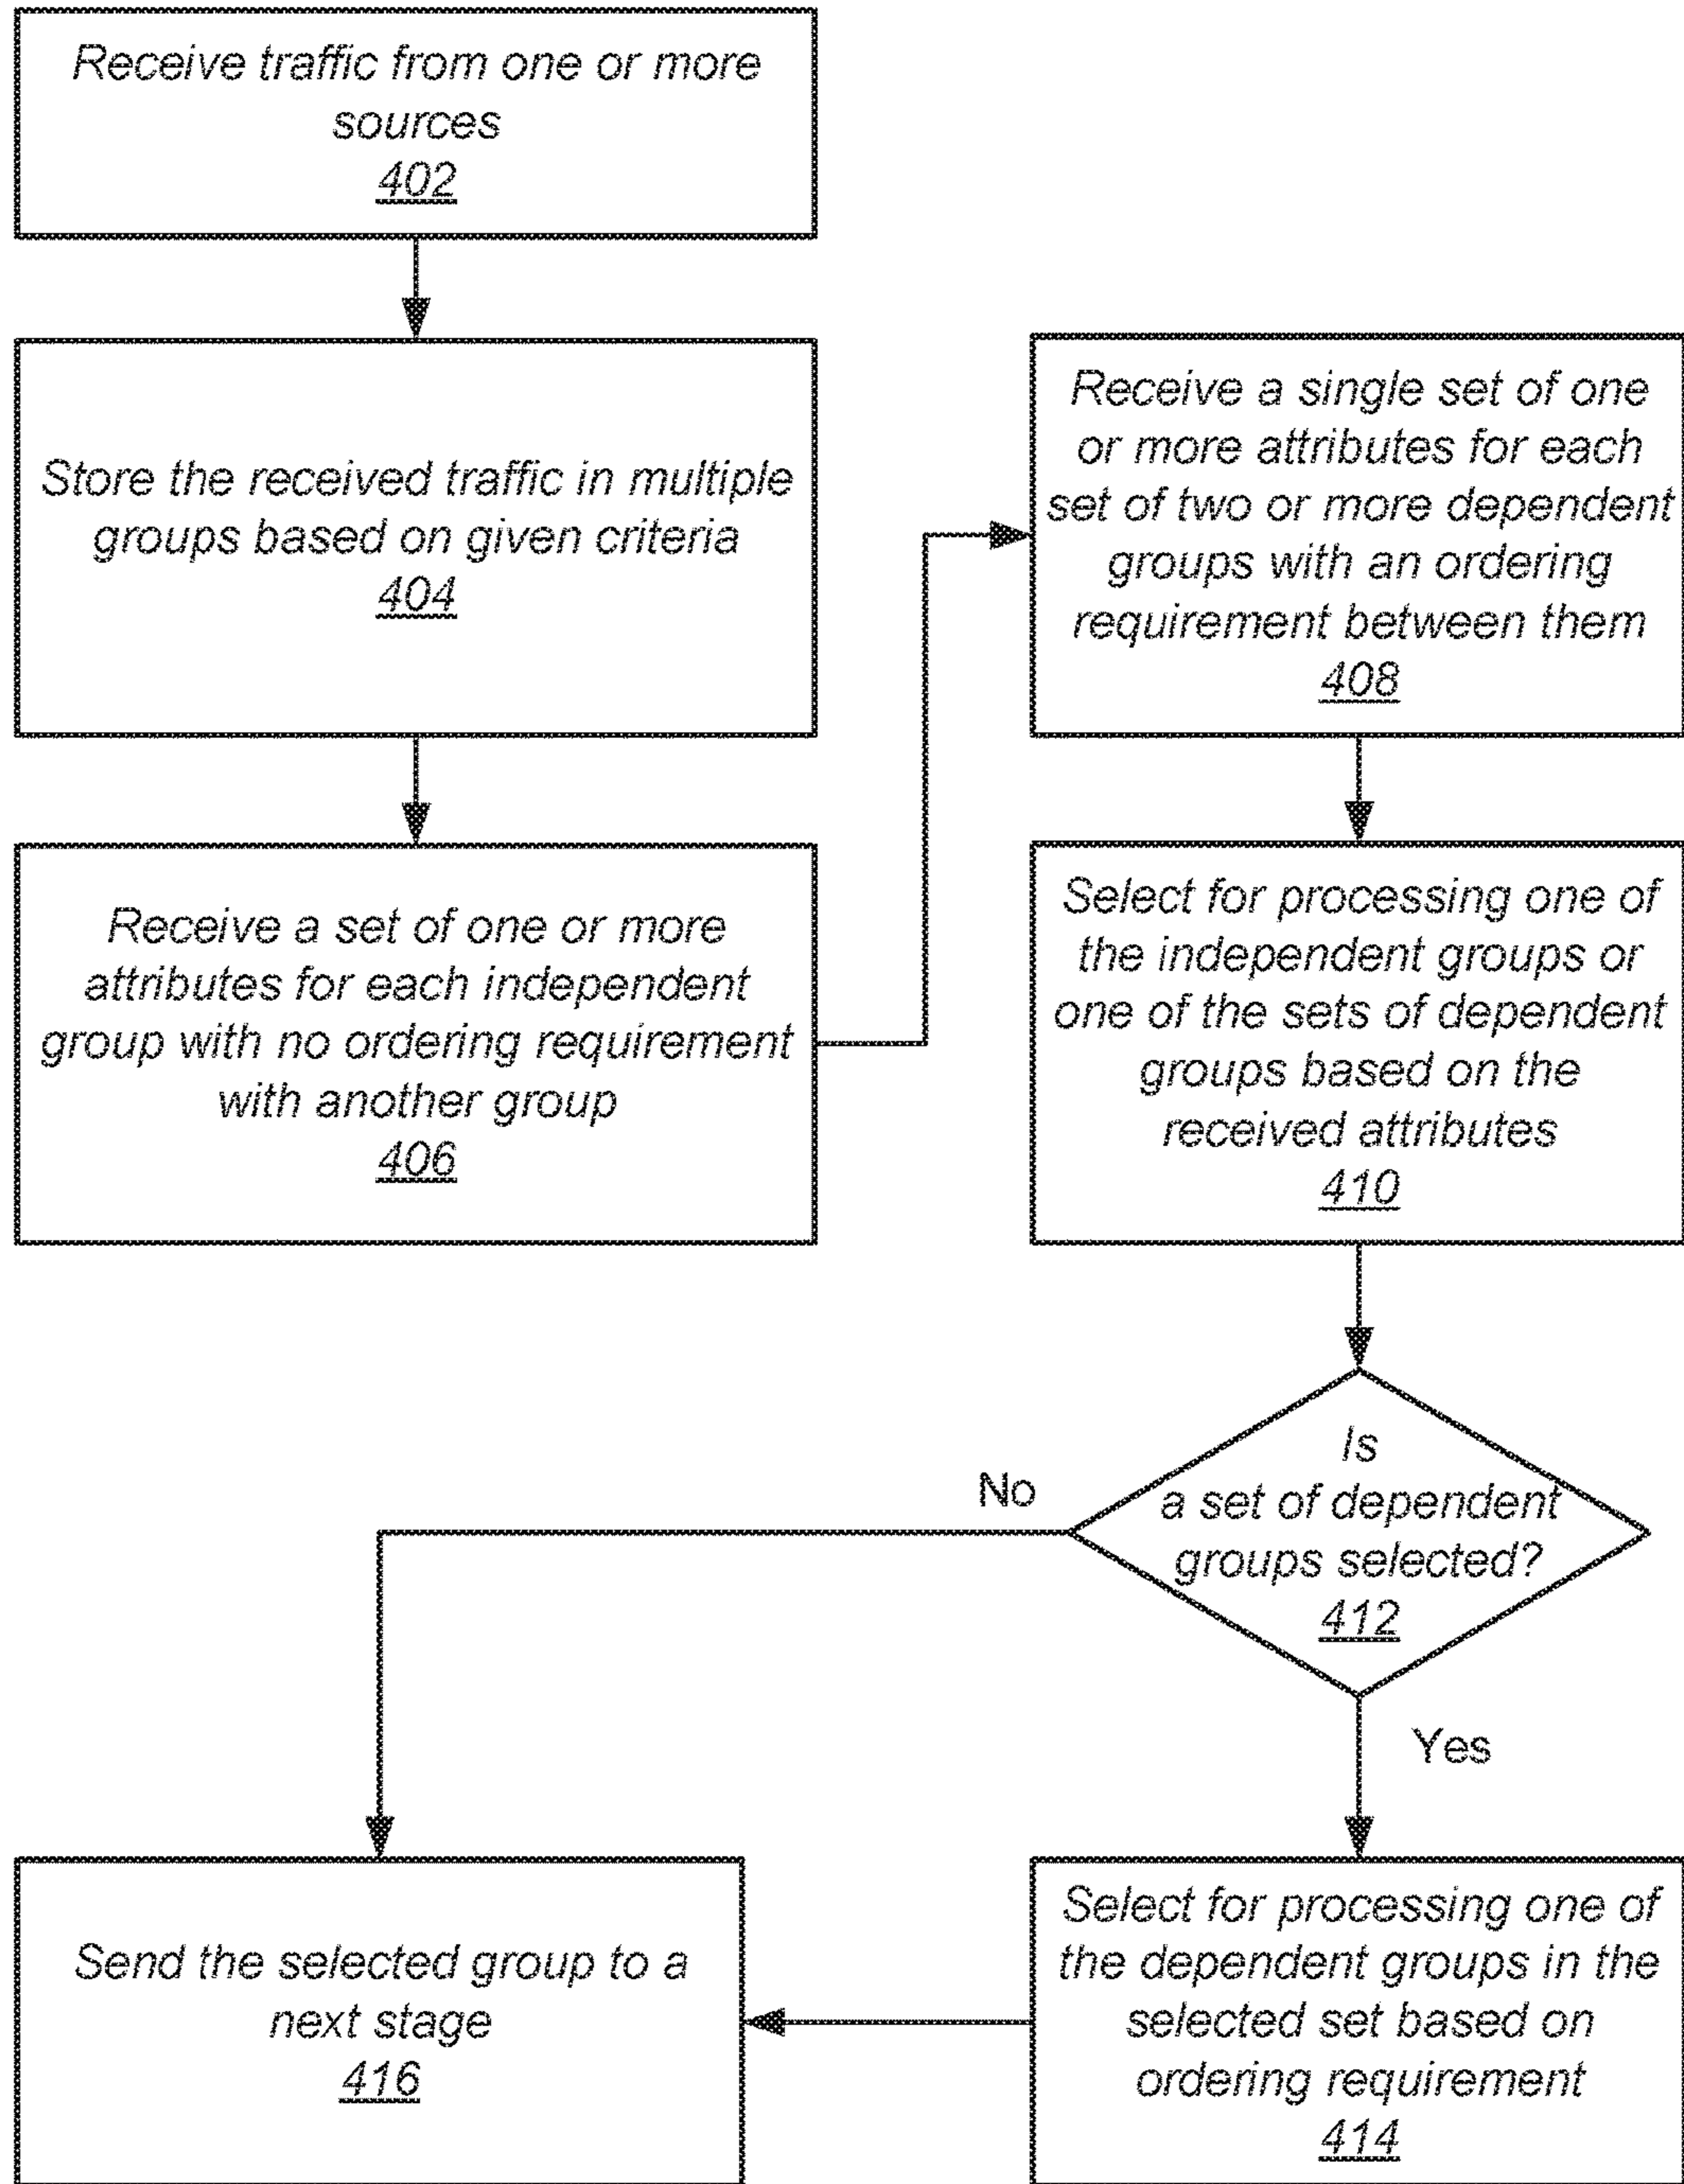 Receive traffic from one or more
sources
402
Store the received traffic in multiple
groups based on given criteria
404
Receive a set of one or more
attributes for each independent
group with no ordering requirement
with another group
406
Receive a single set of one
or more attributes for each
set of two or more dependent
groups with an ordering
requirement between them
408
Select for processing one of
the independent groups or
one of the sets of dependent
groups based on the
received attributes
410
Is
a set of dependent
groups selected?
412
No
Yes
Select for processing one of
the dependent groups in the
selected set based on
ordering requirement
414
Send the selected group to a
next stage
416